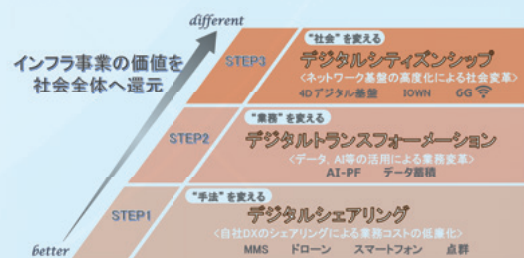 different
インフラ事業の価値を
社会全体へ還元
STEP3
"社会"を変える
デジタルシティズンシップ
<ネットワーク基盤の高度化による社会変革>
4Dデジタル基盤 IOWN GG
STEP2
"業務"を変える
デジタルトランスフォーメーション
<データ、AI等の活用による業務変革>
AI-PF データ蓄積
STEP1
"手法"を変える
デジタルシェアリング
<自社DXのシェアリングによる業務コストの低廉化>
MMS ドローン スマートフォン 点群
better